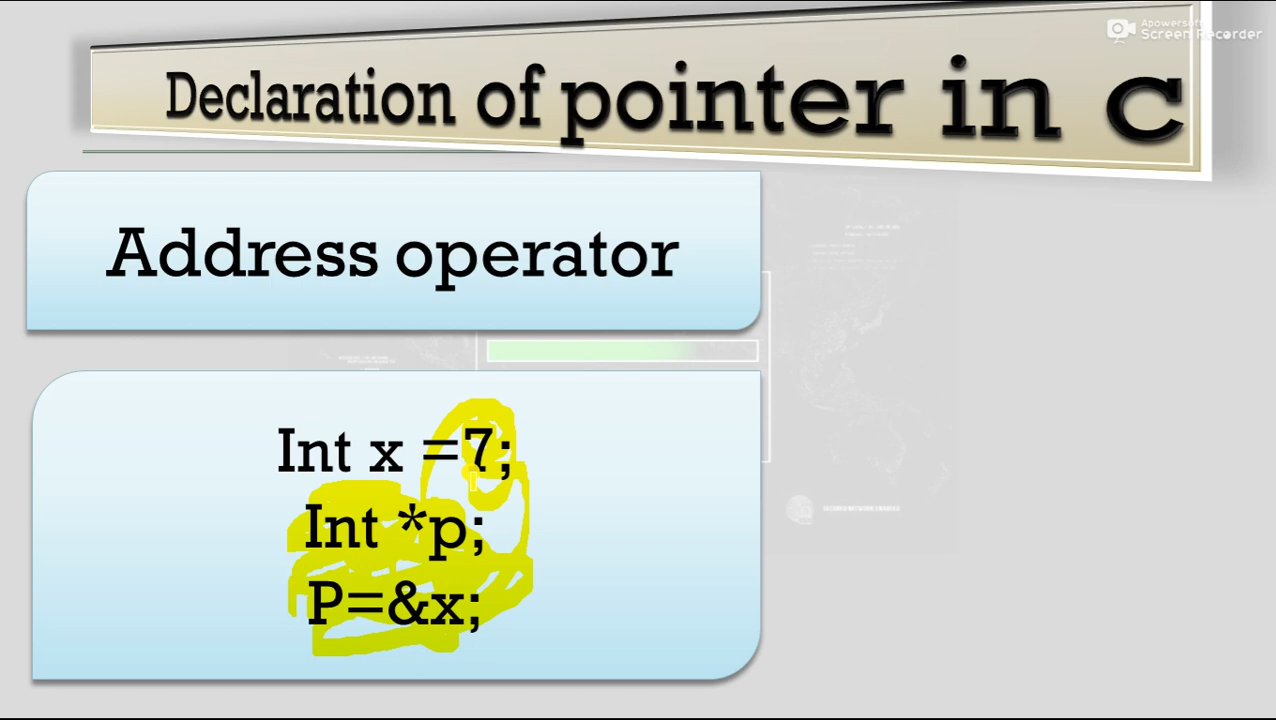 Apowersoft
Screen Recorder
Declaration of pointer in c
Address operator
Int x =7;
Int *p;
P=&x;